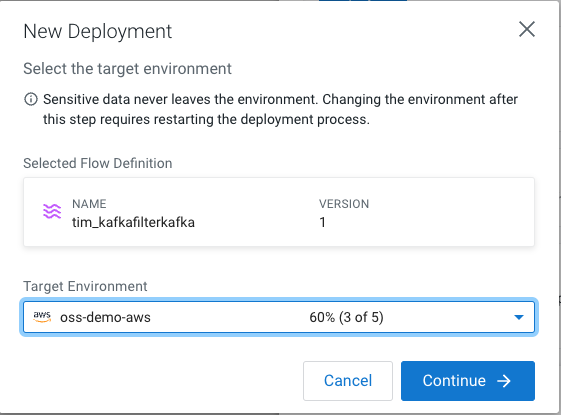 New Deployment
Select the target environment
Sensitive data never leaves the environment. Changing the environment after
this step requires restarting the deployment process.
Selected Flow Definition
NAME
VERSION
tim_kafkafilterkafka
1
Target Environment
aws oss-demo-aws 60% (3 of 5)
Cancel
Continue